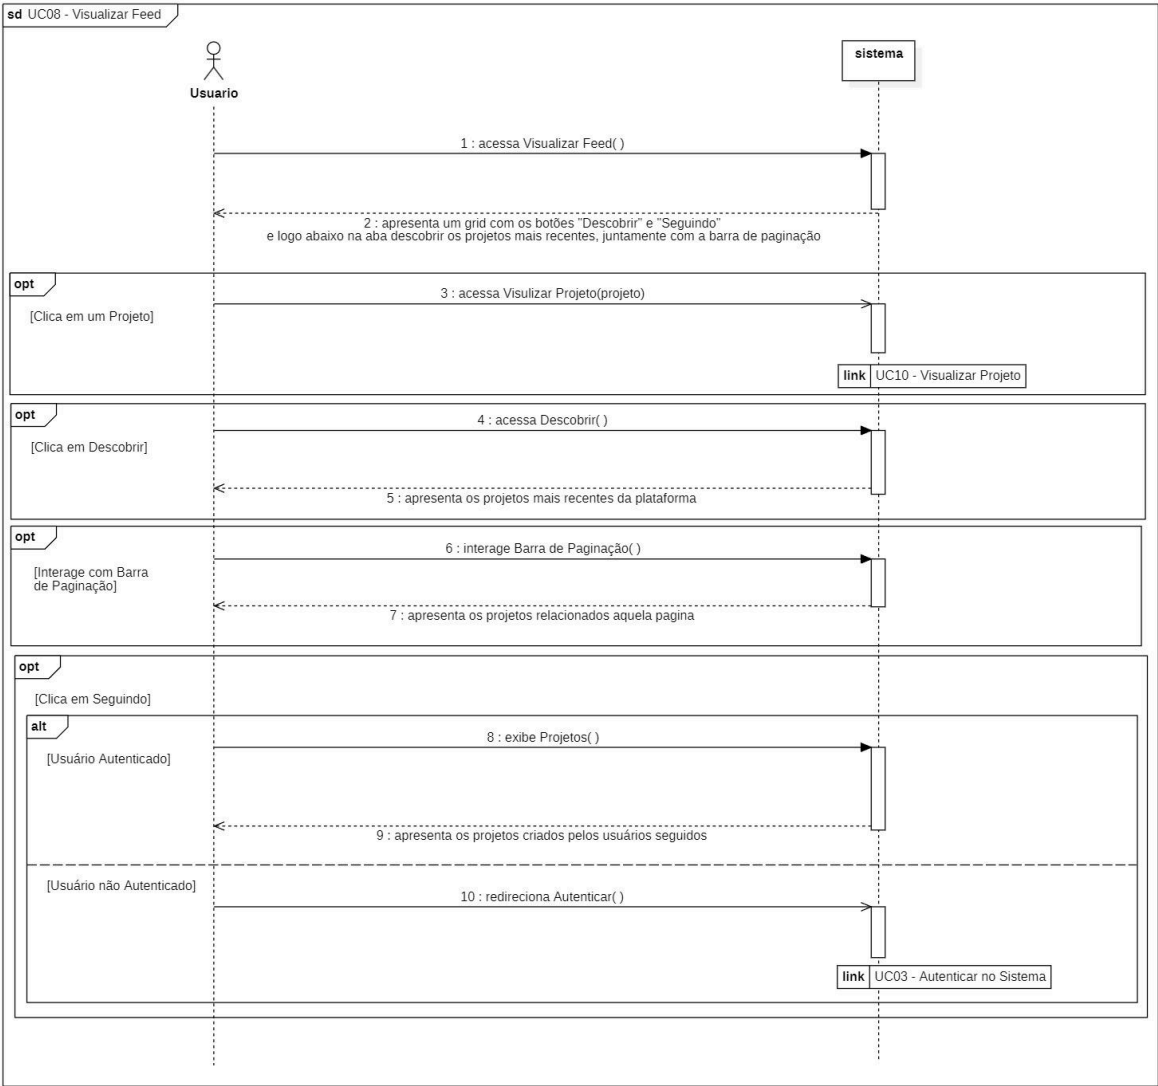 sd UC08 - Visualizar Feed
sistema
Usuario
1 : acessa Visualizar Feed( )
2 : apresenta um grid com os botões "Descobrir" e "Seguindo"
e logo abaixo na aba descobrir os projetos mais recentes, juntamente com a barra de paginação
opt
3 : acessa Visulizar Projeto(projeto)
[Clica em um Projeto]
link UC10 - Visualizar Projeto
opt
4 : acessa Descobrir( )
[Clica em Descobrir]
5 : apresenta os projetos mais recentes da plataforma
opt
6 : interage Barra de Paginação( )
[Interage com Barra
de Paginação]
7 : apresenta os projetos relacionados aquela pagina
opt
[Clica em Seguindo]
alt
8 : exibe Projetos( )
[Usuário Autenticado]
9 : apresenta os projetos criados pelos usuários seguidos
[Usuário não Autenticado]
10 : redireciona Autenticar( )
link UC03 - Autenticar no Sistema